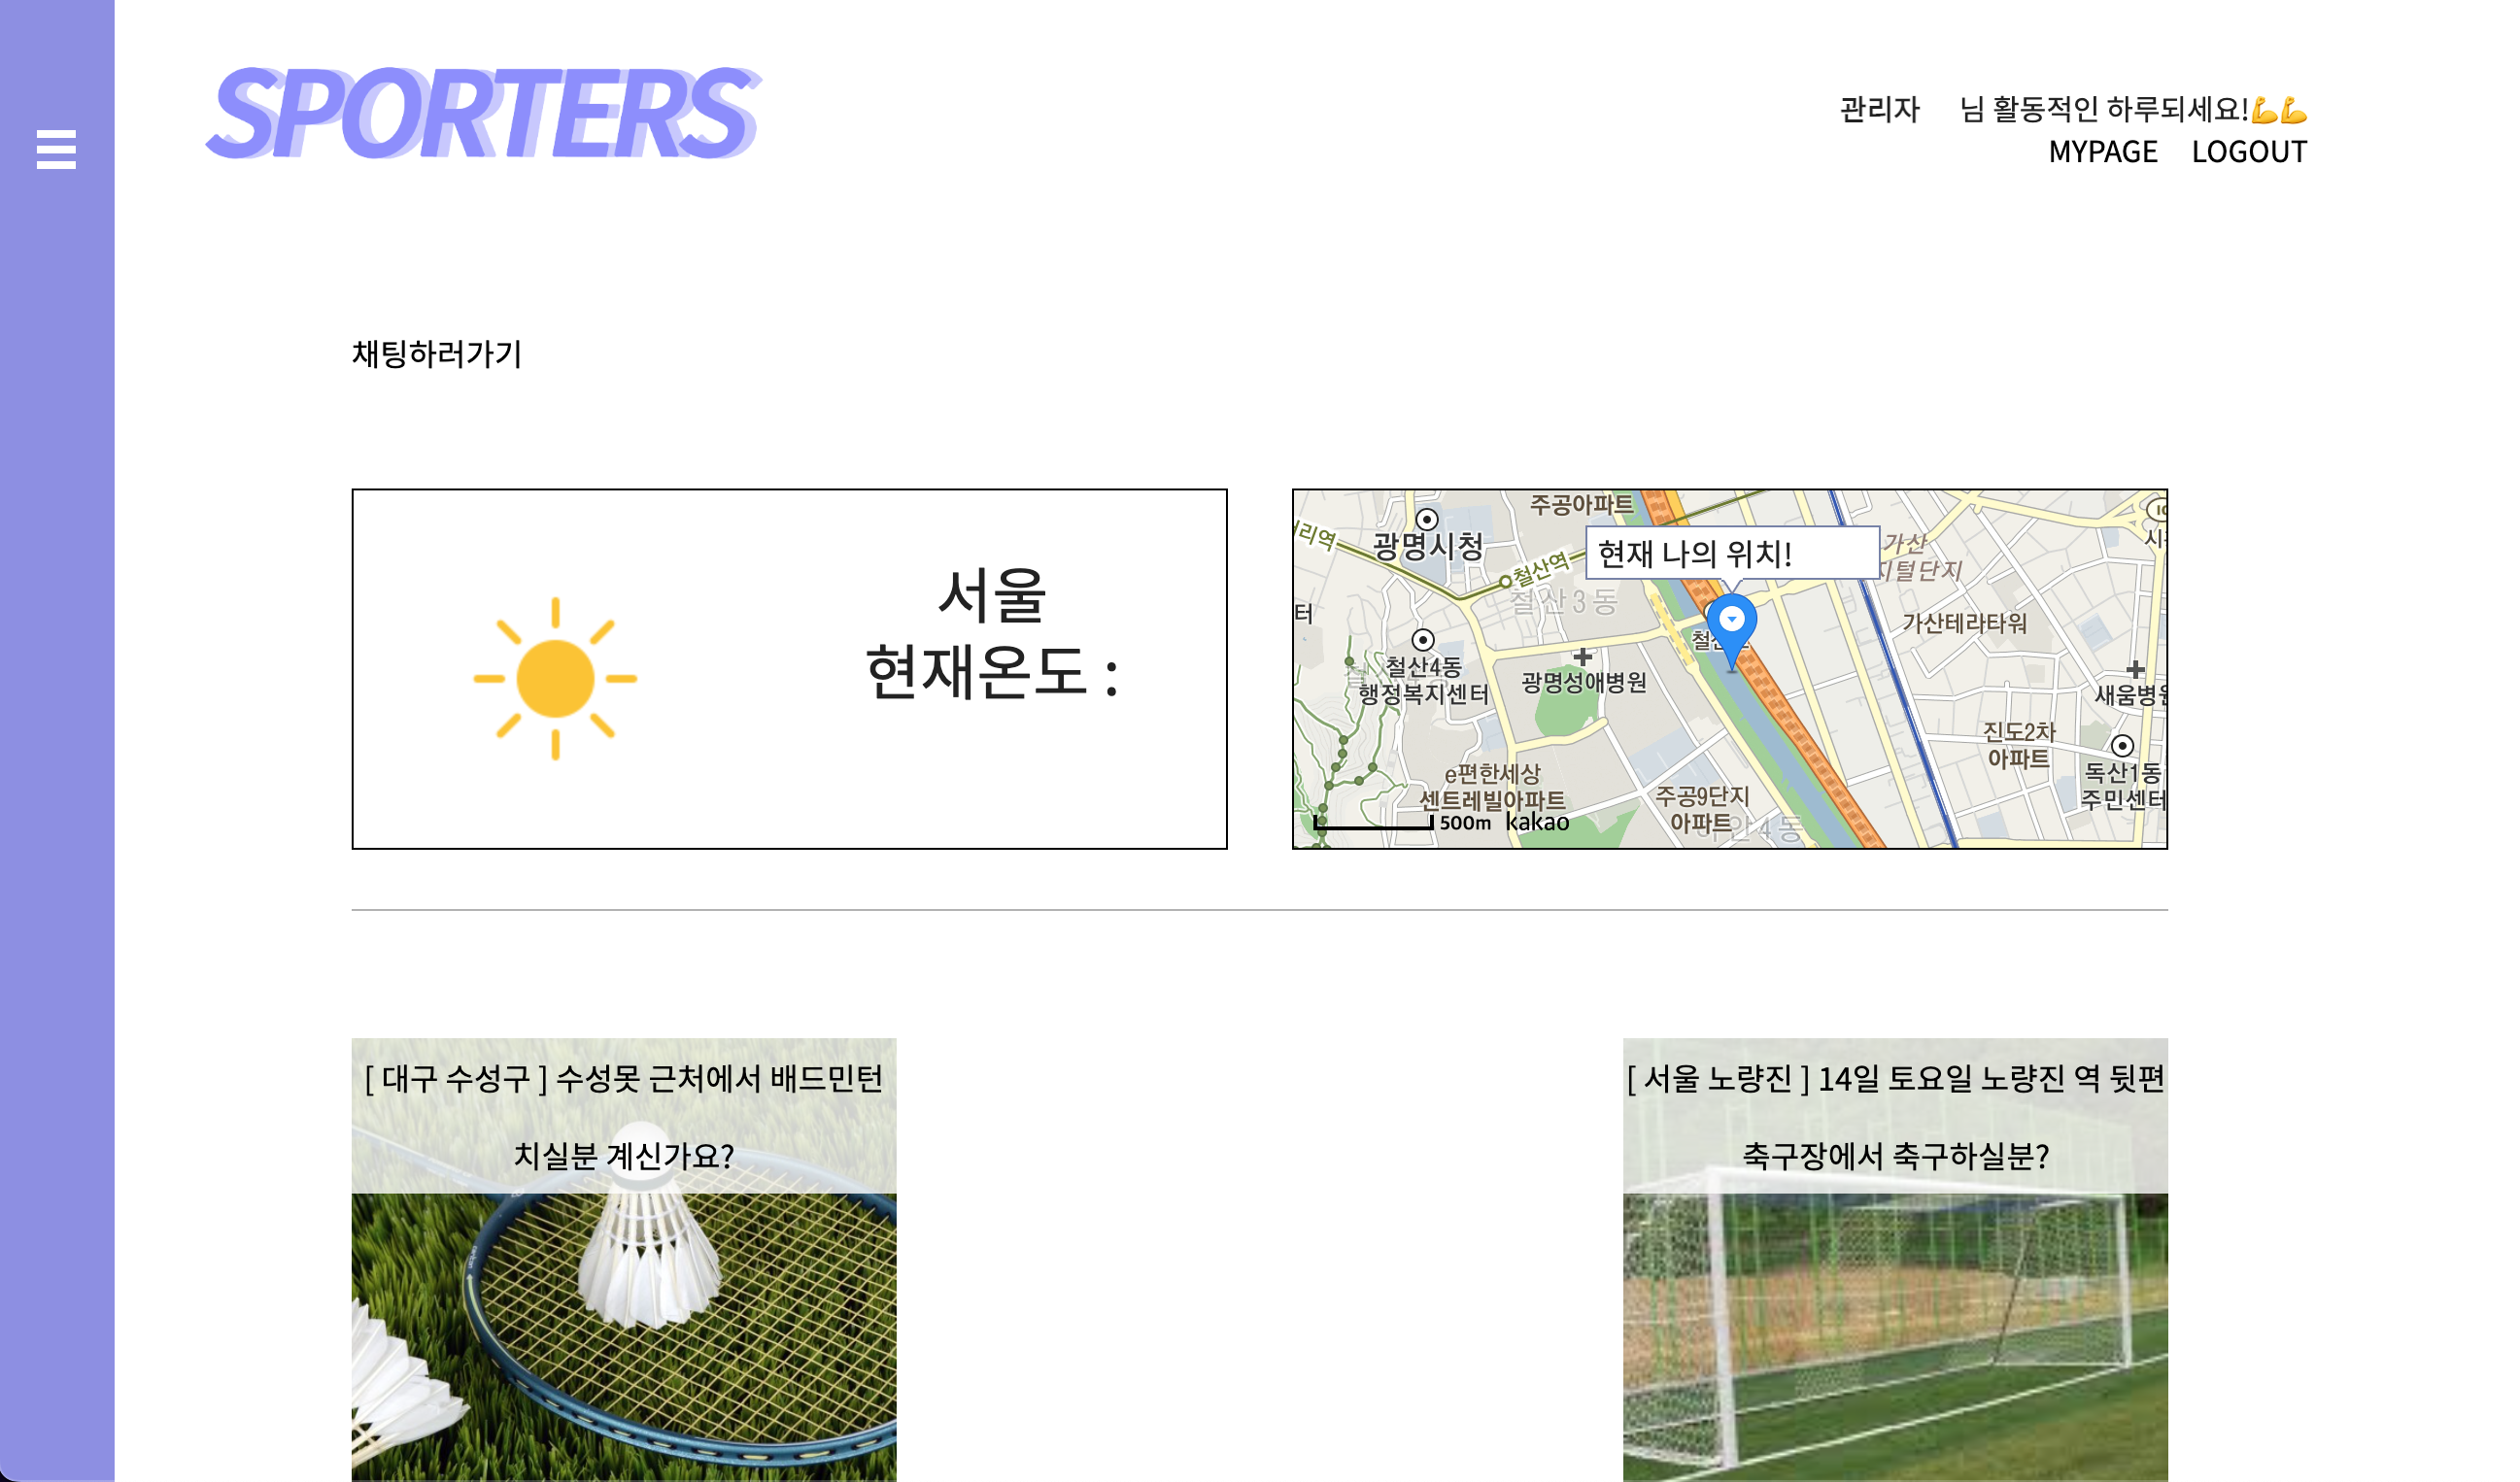 SPORTERS
관리자 님 활동적인 하루되세요!💪💪
MYPAGE LOGOUT
채팅하러가기
서울
현재온도 :
주공아파트
광명시청
철산역
현재 나의 위치!
가산
지털단지
리역
철산3동
터
가산테라타워
철산4동
행정복지센터
광명성애병원
새움병원
진도2차
아파트
독산1동
주민센터
e편한세상
센트레빌아파트
주공9단지
아파트
500m kakao
[ 대구 수성구 ] 수성못 근처에서 배드민턴
치실분 계신가요?
[ 서울 노량진 ] 14일 토요일 노량진 역 뒷편
축구장에서 축구하실분?